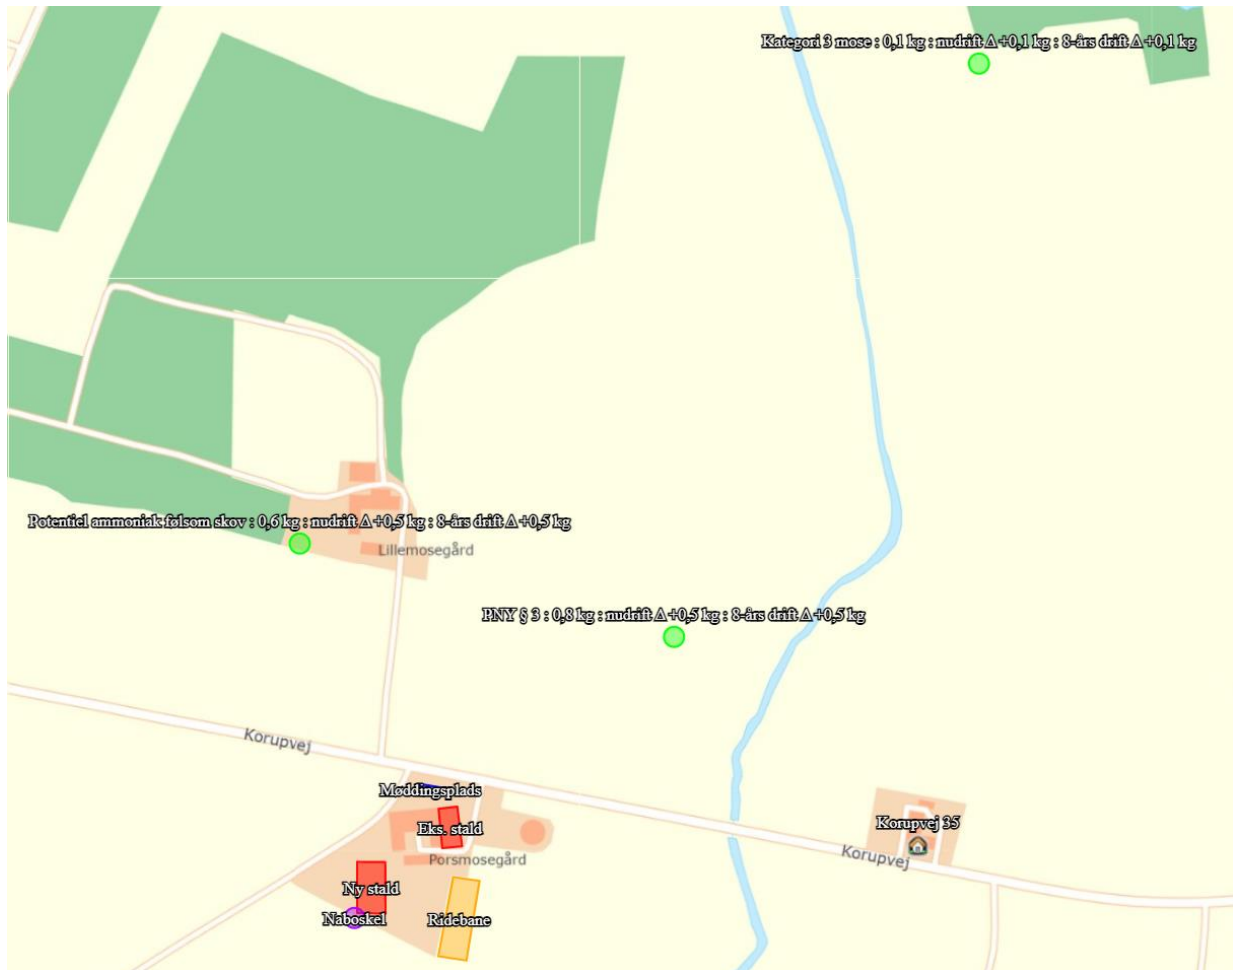 Kategori 3 mose : 0,1 kg : nudrift Δ +0,1 kg : 8-års drift Δ +0,1 kg
Potentiel ammoniak følsom skov : 0,6 kg : nudrift Δ +0,5 kg : 8-års drift Δ +0,5 kg
Lillemosegård
PNY § 3 : 0,8 kg : nudrift Δ +0,5 kg : 8-års drift Δ +0,5 kg
Korupvej
Møddingsplads
Eks. stald
Korupvej 35
Korupvej
Porsmosegård
Ny stald
Naboskel
Ridebane